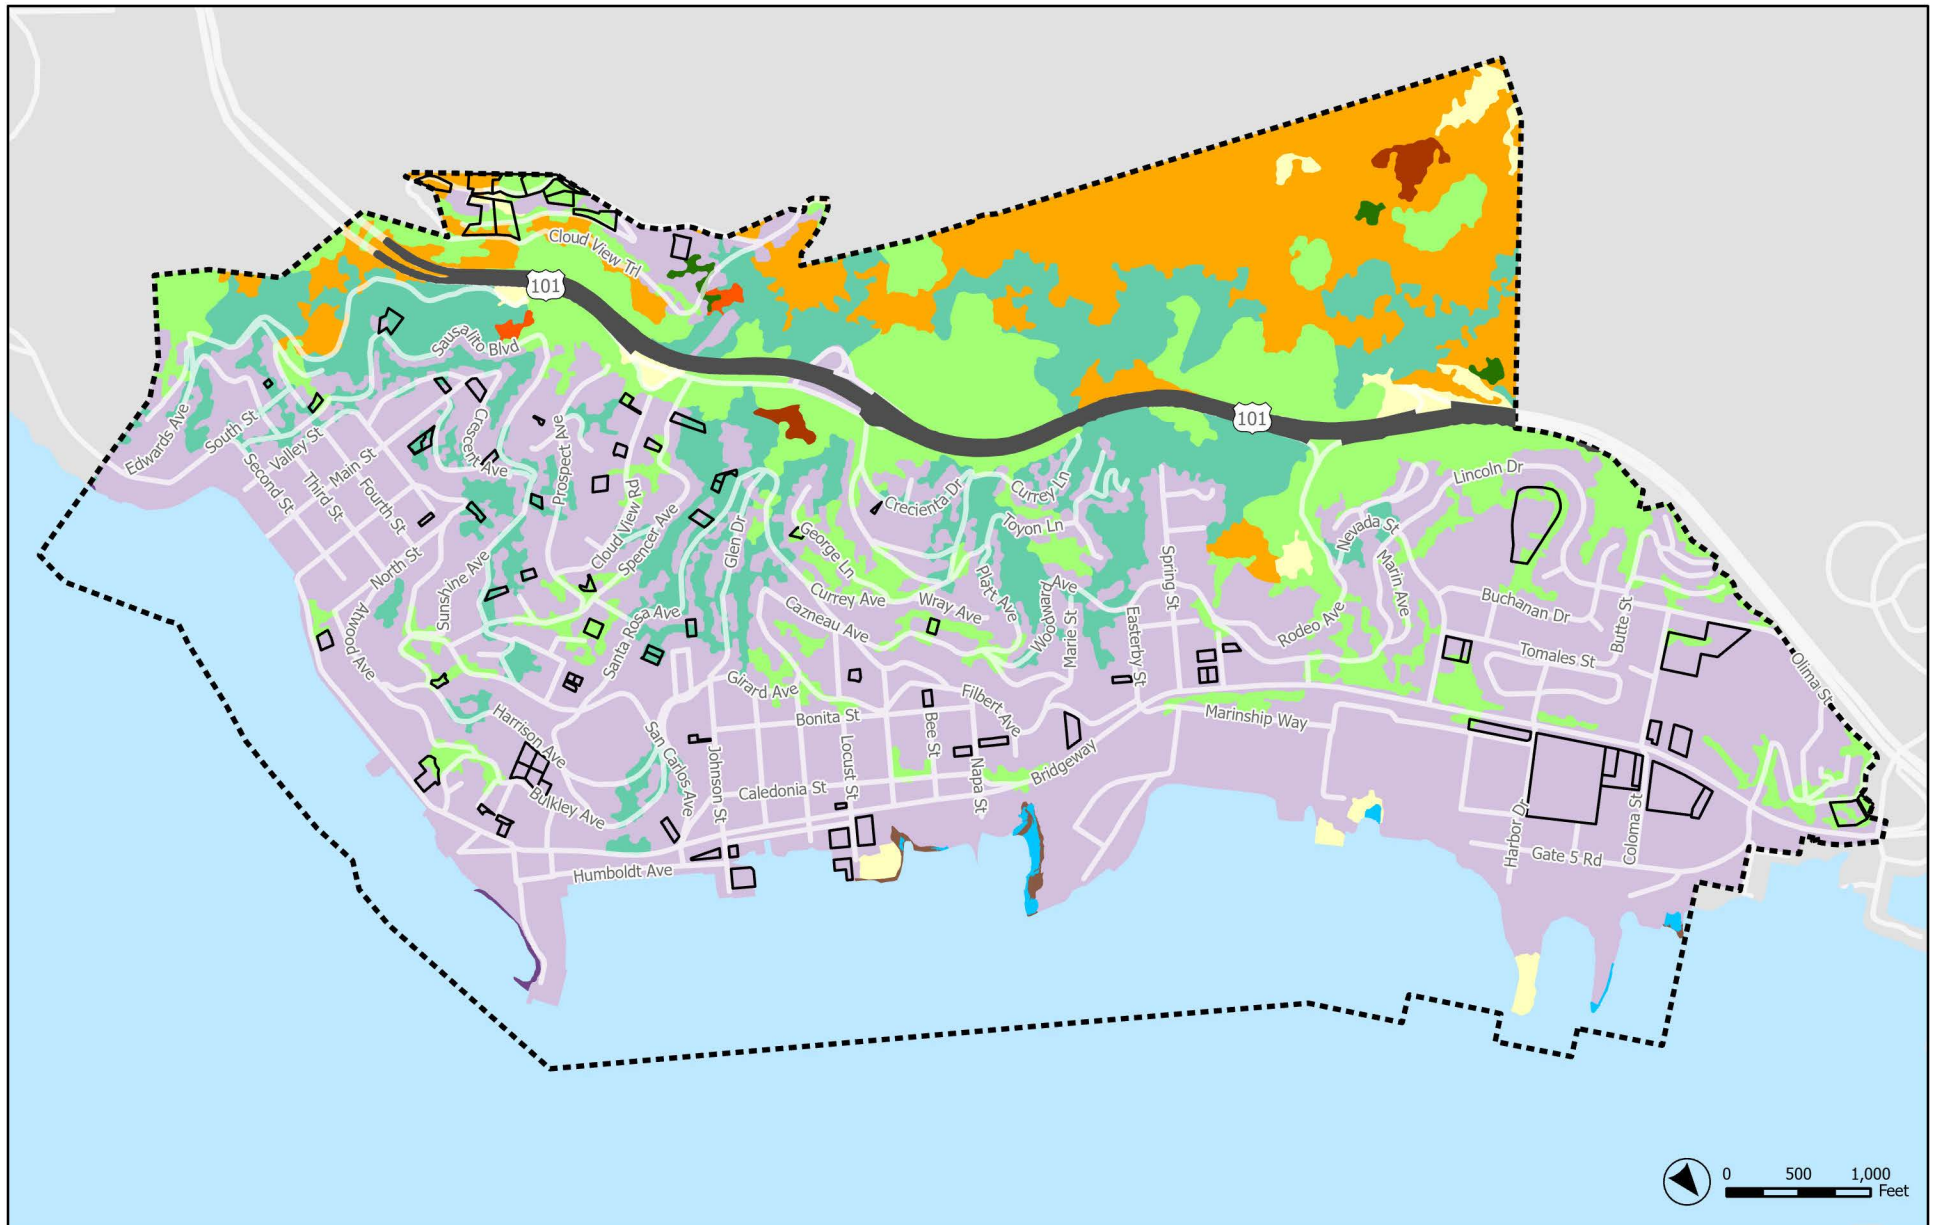 Cloud View Trl
101
Sausalito Blvd
101
Edwards Ave
South St
Valley St
Second St
Third St
Main St
Fourth St
Crescent Ave
Prospect Ave
Cloud View Rd
Spencer Ave
Glen Dr
George Ln
Crecienta Dr
Currey Ln
Toyon Ln
Lincoln Dr
Nevada St
Marin Ave
North St
Sunshine Ave
Atwood Ave
Santa Rosa Ave
Currey Ave
Cazneau Ave
Wray Ave
Platt Ave
Woodward Ave
Marie St
Easterby St
Spring St
Rodeo Ave
Buchanan Dr
Tomales St
Butte St
Olima St
Girard Ave
Harrison Ave
San Carlos Ave
Bonita St
Filbert Ave
Marinship Way
Bulkley Ave
Johnson St
Caledonia St
Locust St
Bee St
Napa St
Bridgeway
Humboldt Ave
Harbor Dr
Gate 5 Rd
Coloma St
0 500 1,000
Feet